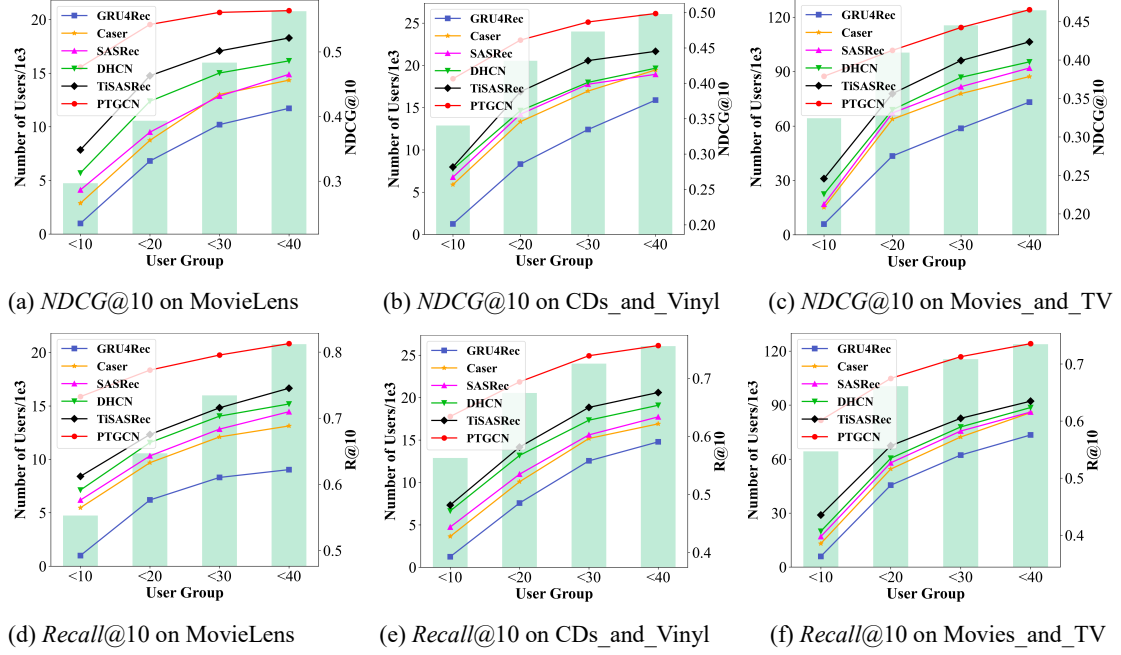 GRU4Rec
Caser
SASRec
DHCN
TiSASRec
PTGCN
Number of Users/1e3
20
15
10
5
0
<10 <20 <30 <40
User Group
0.5
0.4
0.3
NDCG@10
(a) NDCG@10 on MovieLens
GRU4Rec
Caser
SASRec
DHCN
TiSASRec
PTGCN
Number of Users/1e3
25
20
15
10
5
0
<10 <20 <30 <40
User Group
0.50
0.45
0.40
0.35
0.30
0.25
0.20
NDCG@10
(b) NDCG@10 on CDs_and_Vinyl
GRU4Rec
Caser
SASRec
DHCN
TiSASRec
PTGCN
Number of Users/1e3
120
90
60
30
0
<10 <20 <30 <40
User Group
0.45
0.40
0.35
0.30
0.25
0.20
NDCG@10
(c) NDCG@10 on Movies_and_TV
GRU4Rec
Caser
SASRec
DHCN
TiSASRec
PTGCN
Number of Users/1e3
20
15
10
5
0
<10 <20 <30 <40
User Group
0.8
0.7
0.6
0.5
R@10
(d) Recall@10 on MovieLens
GRU4Rec
Caser
SASRec
DHCN
TiSASRec
PTGCN
Number of Users/1e3
25
20
15
10
5
0
<10 <20 <30 <40
User Group
0.7
0.6
0.5
0.4
R@10
(e) Recall@10 on CDs_and_Vinyl
GRU4Rec
Caser
SASRec
DHCN
TiSASRec
PTGCN
Number of Users/1e3
120
90
60
30
0
<10 <20 <30 <40
User Group
0.7
0.6
0.5
0.4
R@10
(f) Recall@10 on Movies_and_TV